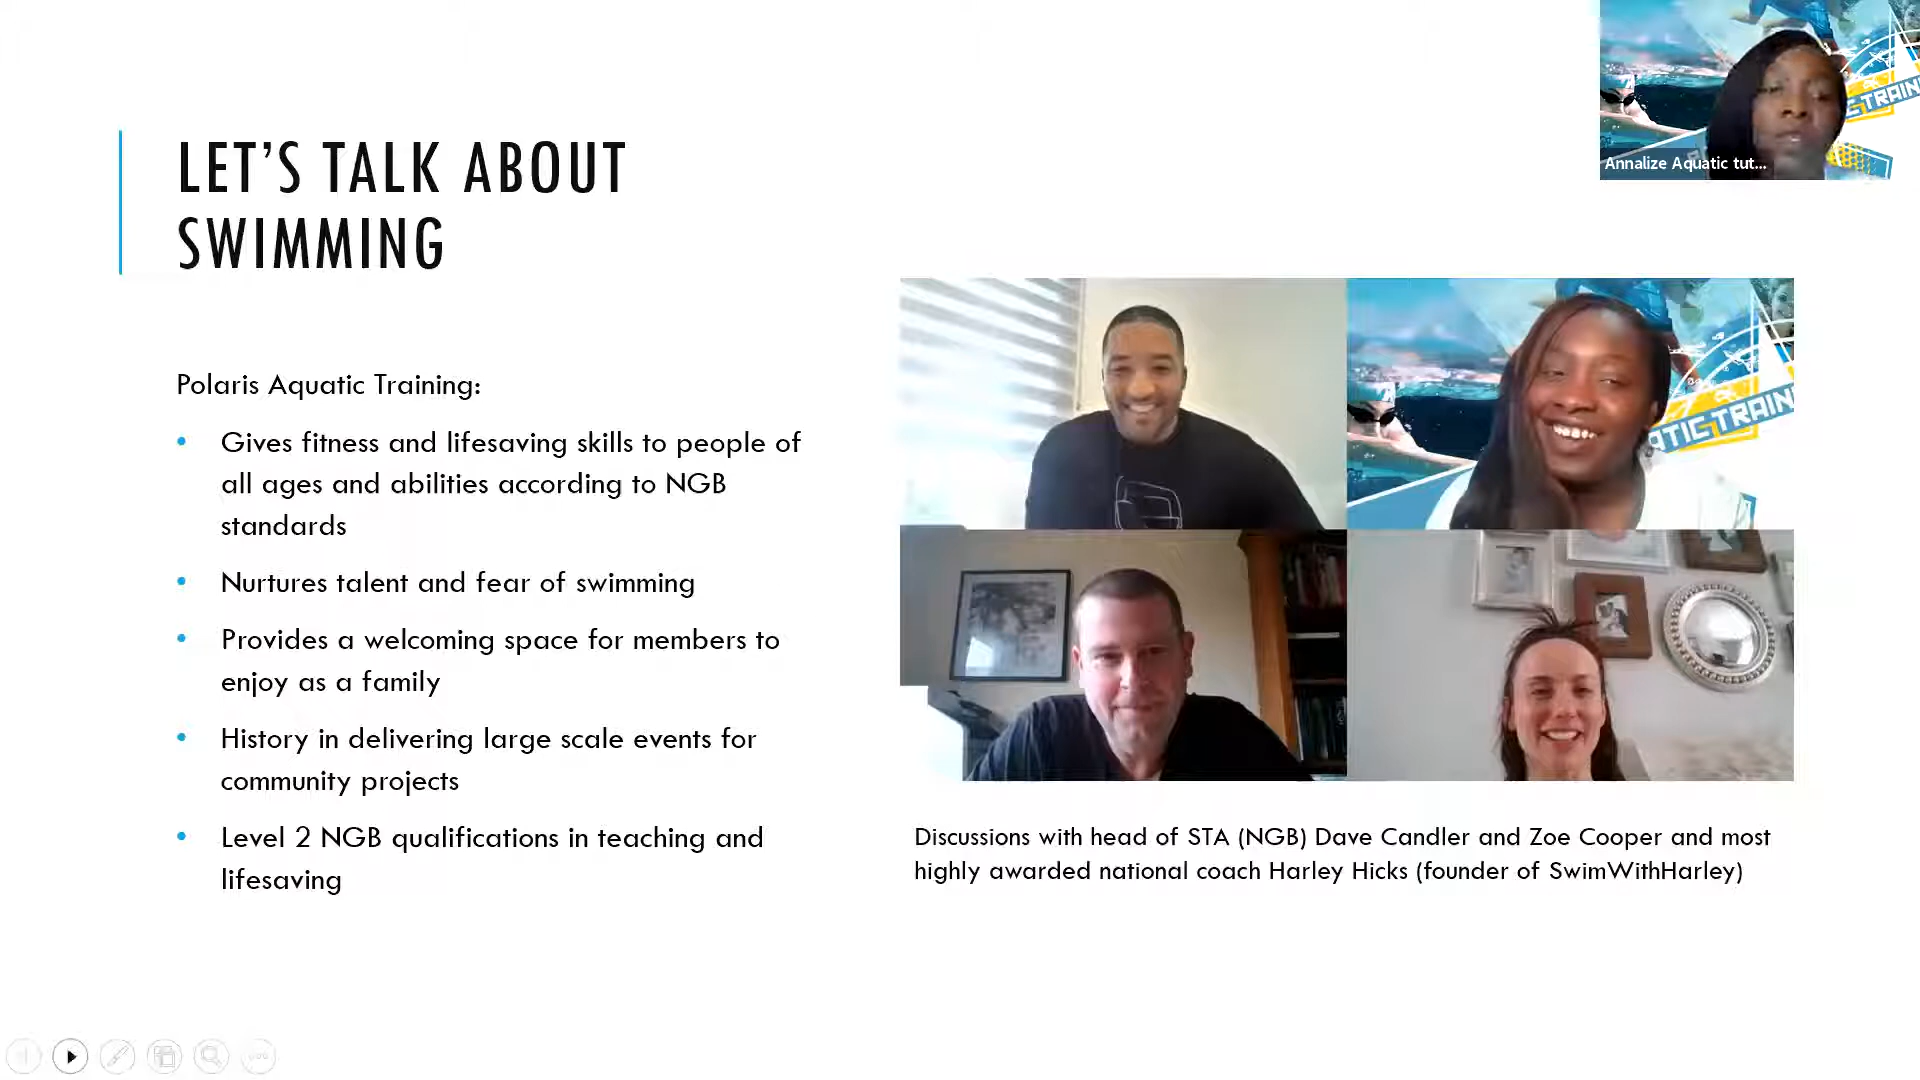 LET’S TALK ABOUT
SWIMMING
Polaris Aquatic Training:
• Gives fitness and lifesaving skills to people of
all ages and abilities according to NGB
standards
• Nurtures talent and fear of swimming
• Provides a welcoming space for members to
enjoy as a family
• History in delivering large scale events for
community projects
• Level 2 NGB qualifications in teaching and
lifesaving
Annalize Aquatic tut...
C TRAIN
ATIC TRAIN
Discussions with head of STA (NGB) Dave Candler and Zoe Cooper and most
highly awarded national coach Harley Hicks (founder of SwimWithHarley)